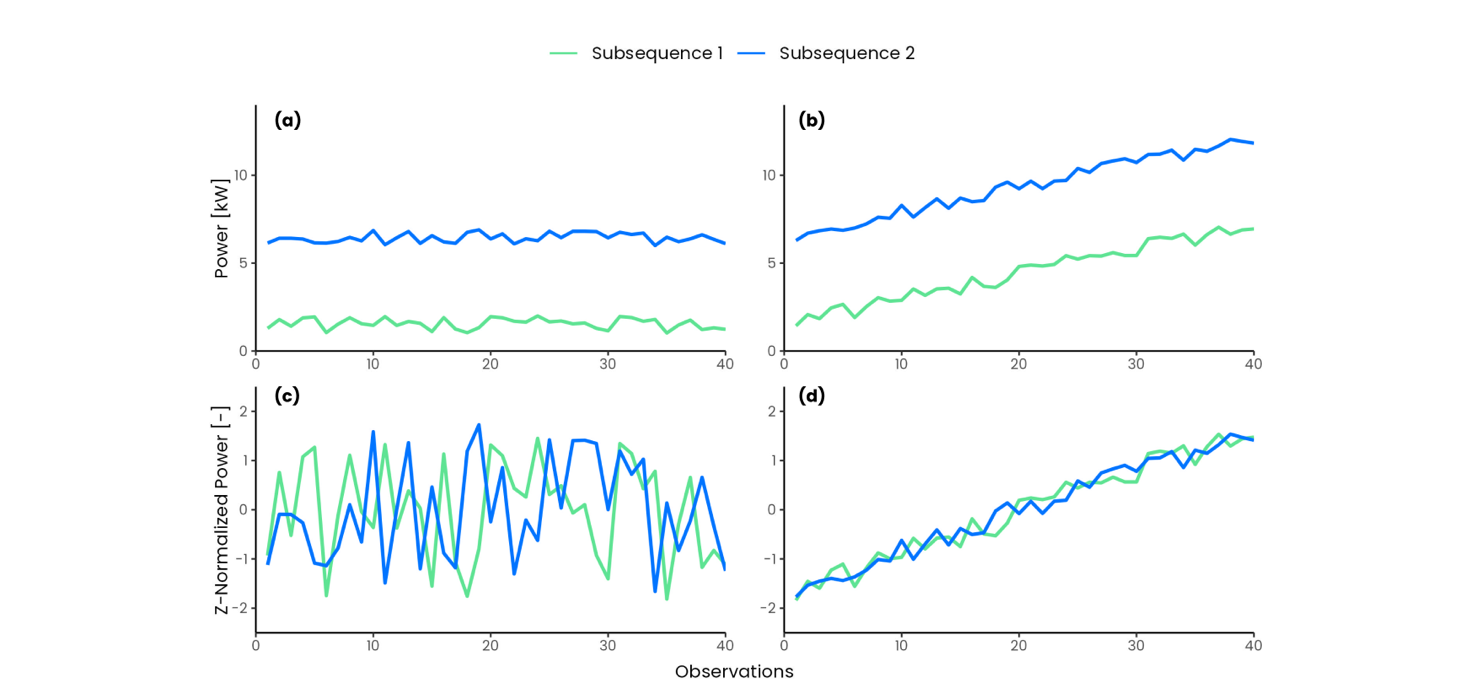 Subsequence 1 Subsequence 2
(a) (b)
Power [kW]
10 10
5 5
0 0
0 10 20 30 40 0 10 20 30 40
(c) (d)
Z-Normalized Power [-]
2 2
1 1
0 0
-1 -1
-2 -2
0 10 20 30 40 0 10 20 30 40
Observations